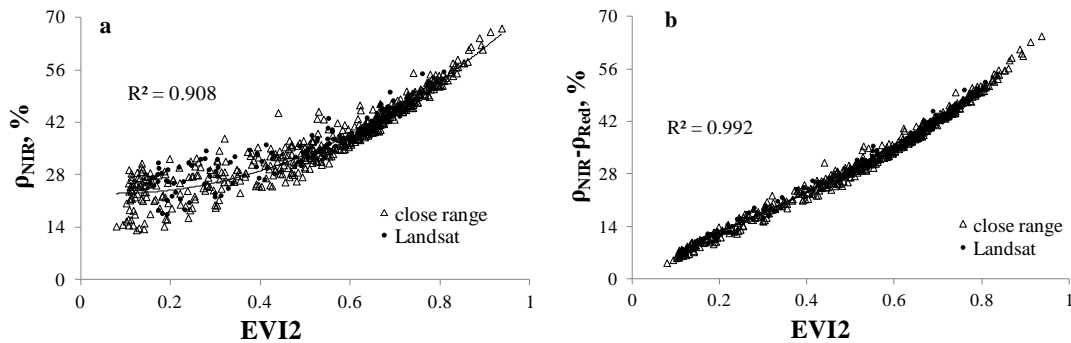 a
70
56
42
28
14
0
ρNIR, %
R² = 0.908
close range
Landsat
0 0.2 0.4 0.6 0.8 1
EVI2
b
70
56
42
28
14
0
ρNIR-ρRed, %
R² = 0.992
close range
Landsat
0 0.2 0.4 0.6 0.8 1
EVI2